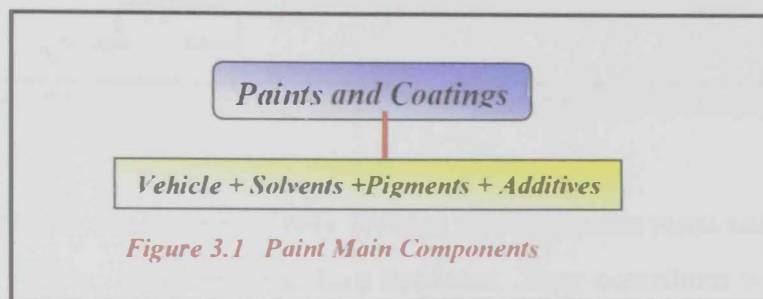 Paints and Coatings
Vehicle + Solvents +Pigments + Additives
Figure 3.1 Paint Main Components